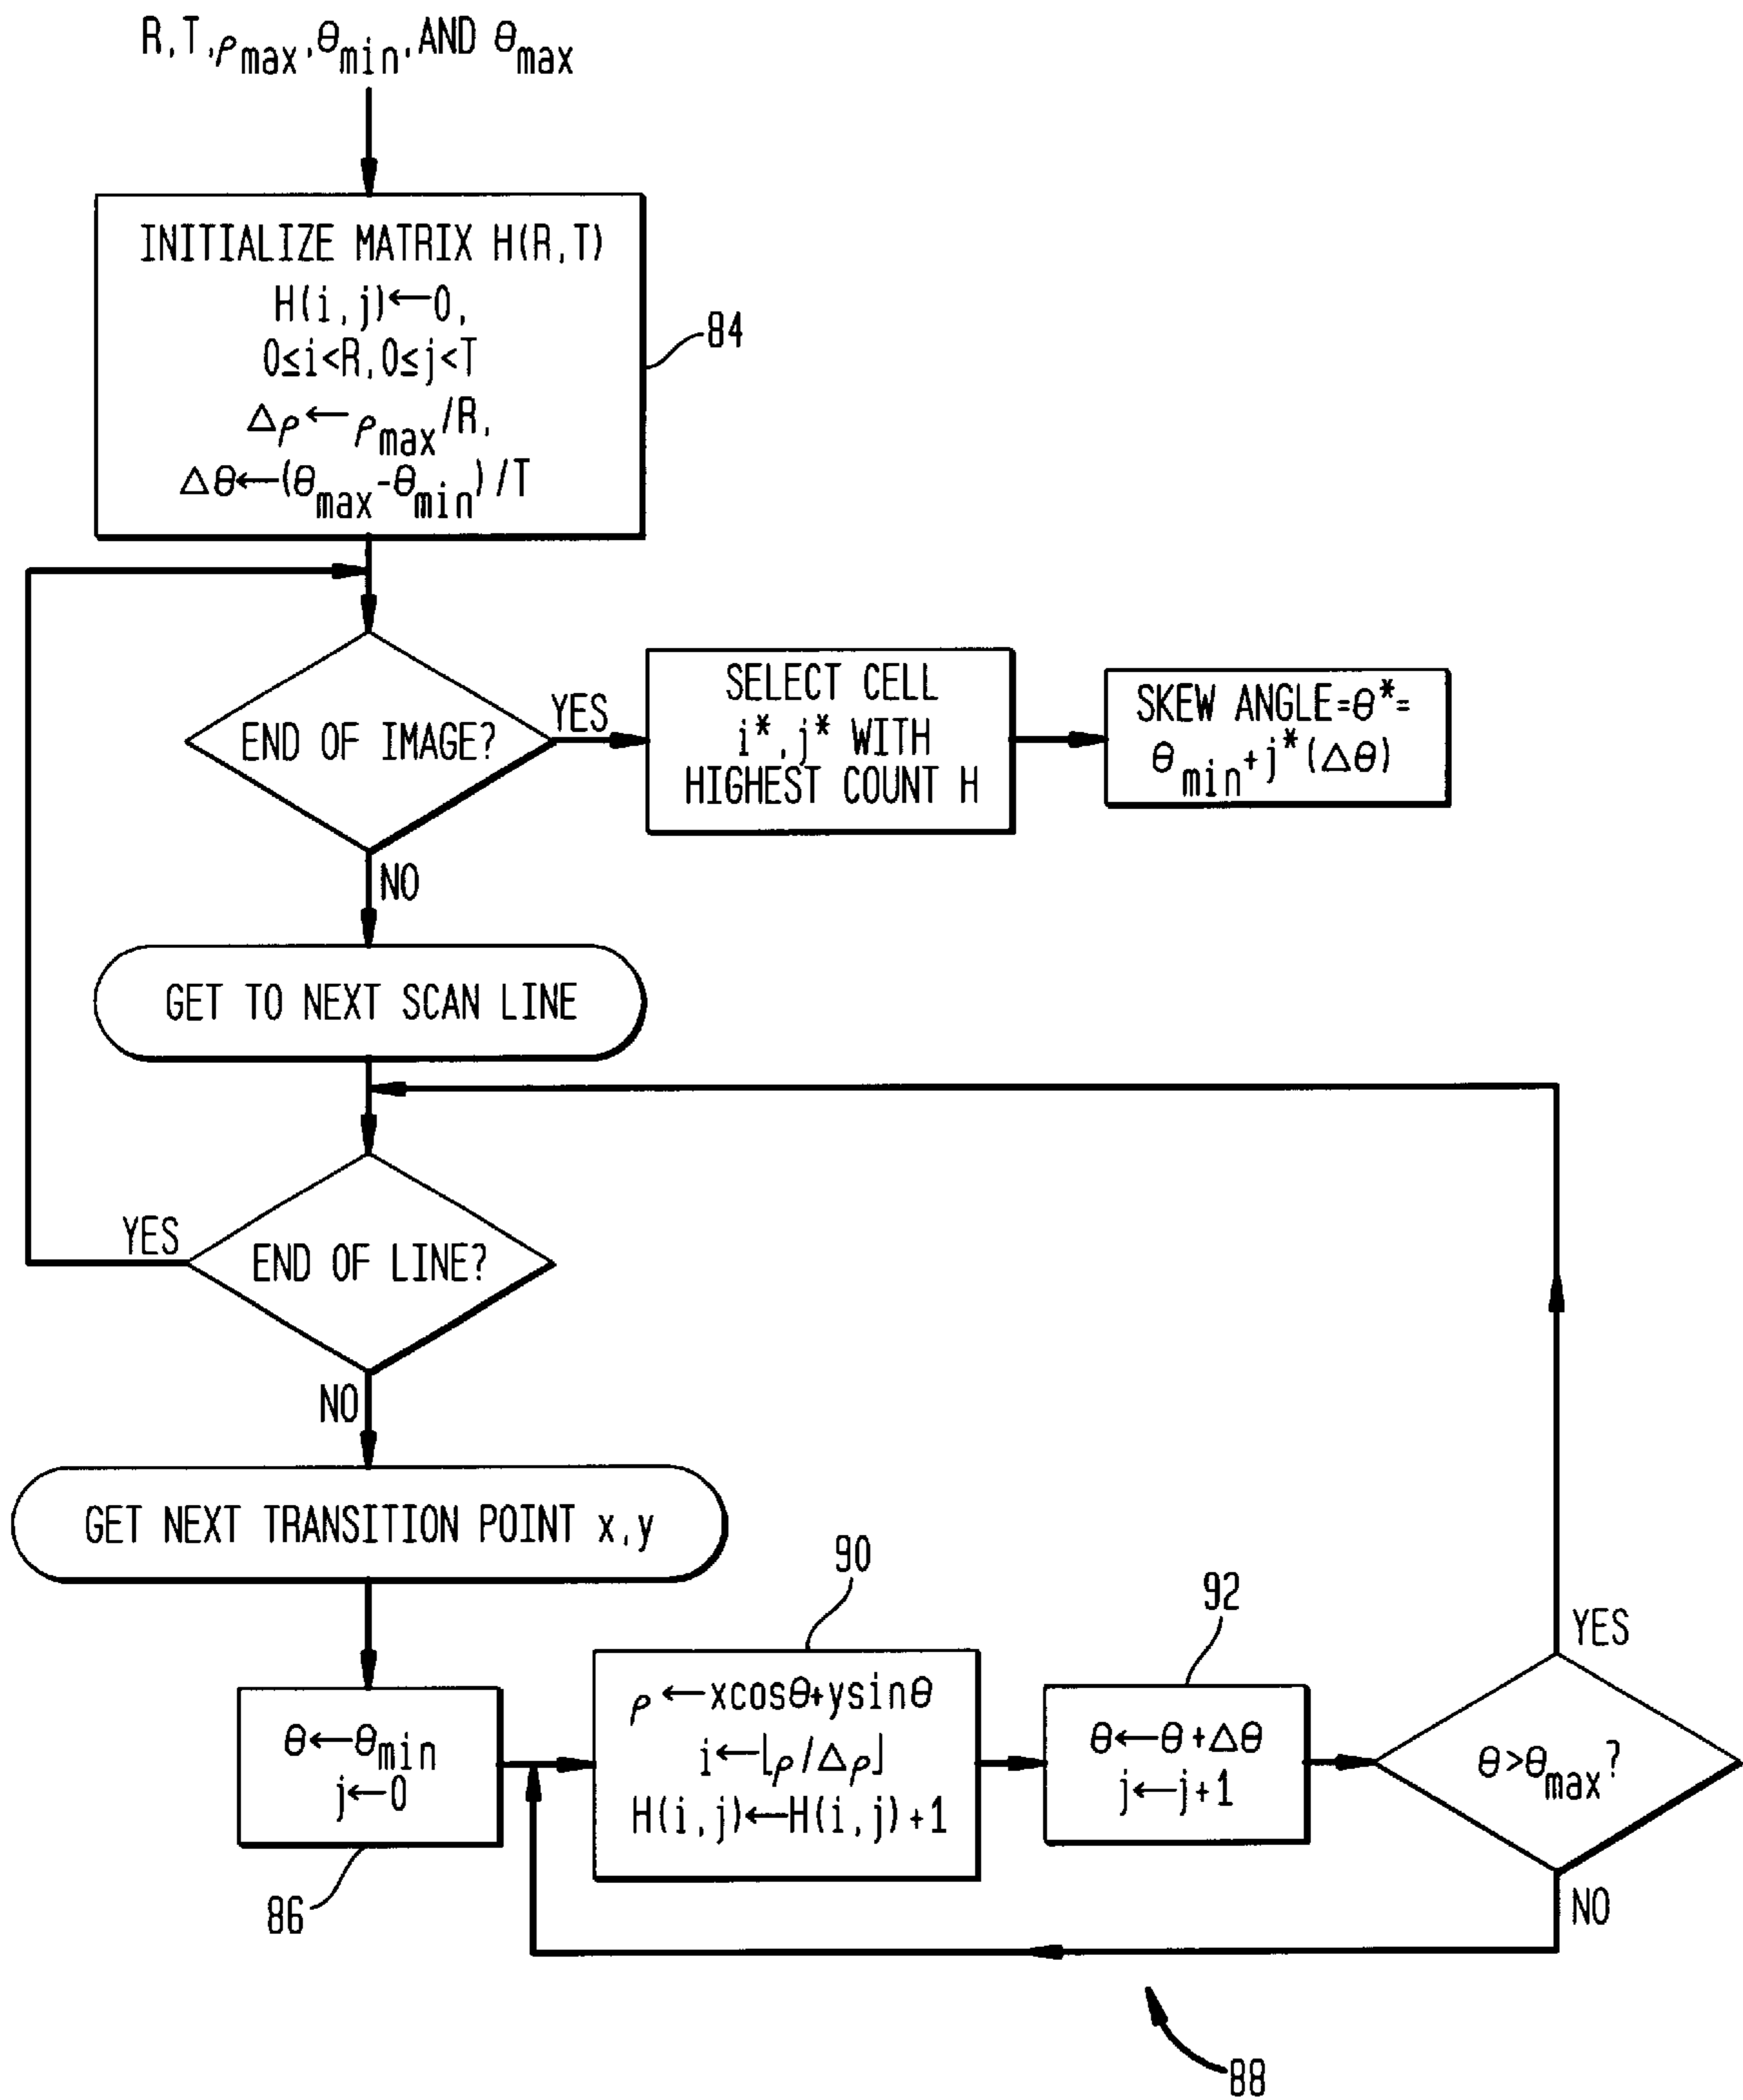 R,T,ρmax,θmin,AND θmax
INITIALIZE MATRIX H(R,T)
H(i,j)←0,
0≤i<R,0≤j<T
Δρ←ρmax/R,
Δθ←(θmax-θmin)/T
84
END OF IMAGE?
YES
SELECT CELL
i*,j* WITH
HIGHEST COUNT H
SKEW ANGLE=θ*=
θmin+j*(Δθ)
NO
GET TO NEXT SCAN LINE
YES
END OF LINE?
NO
GET NEXT TRANSITION POINT x,y
90
92
YES
θ←θmin
j←0
86
ρ←xcosθ+ysinθ
i←⌊ρ/Δρ⌋
H(i,j)←H(i,j)+1
θ←θ+Δθ
j←j+1
θ>θmax?
NO
88